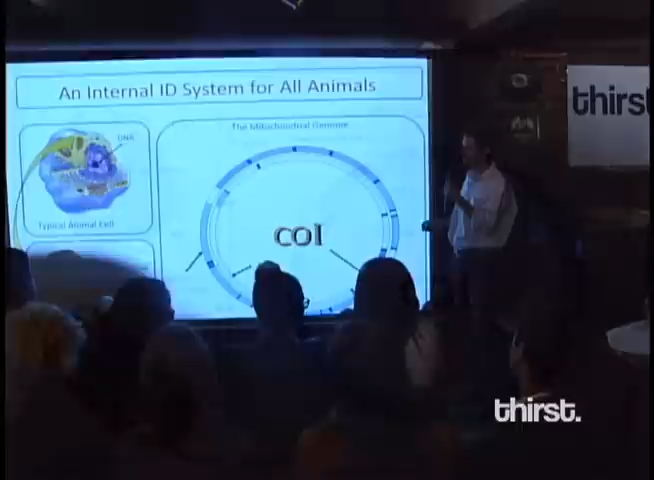 An Internal ID System for All Animals
The Mitochondrial Genome
DNA
Typical Animal Cell
COI
thirst
thirst.